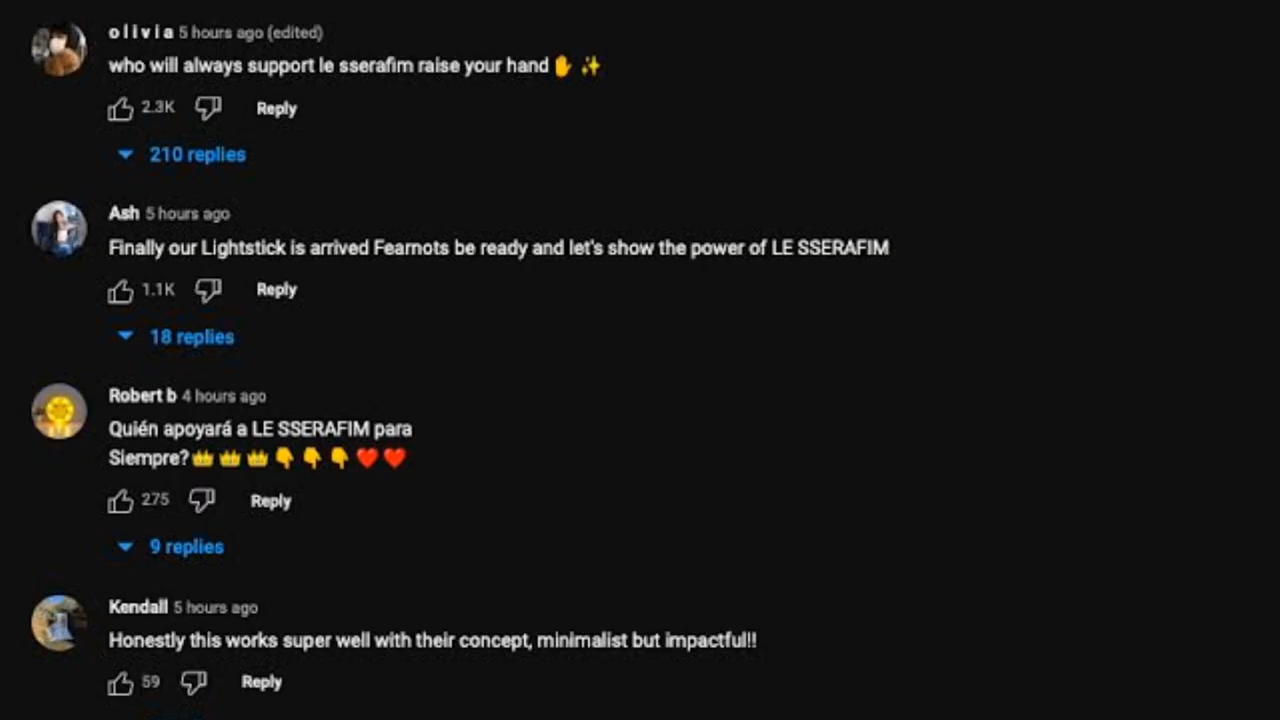 olivia 5 hours ago (edited)
who will always support le sserafim raise your hand ✋ ✨
2.3K Reply
210 replies
Ash 5 hours ago
Finally our Lightstick is arrived Fearnots be ready and let's show the power of LE SSERAFIM
1.1K Reply
18 replies
Robert b 4 hours ago
Quién apoyará a LE SSERAFIM para
Siempre?👑👑👑👇👇👇❤️❤️
275 Reply
9 replies
Kendall 5 hours ago
Honestly this works super well with their concept, minimalist but impactful!!
59 Reply